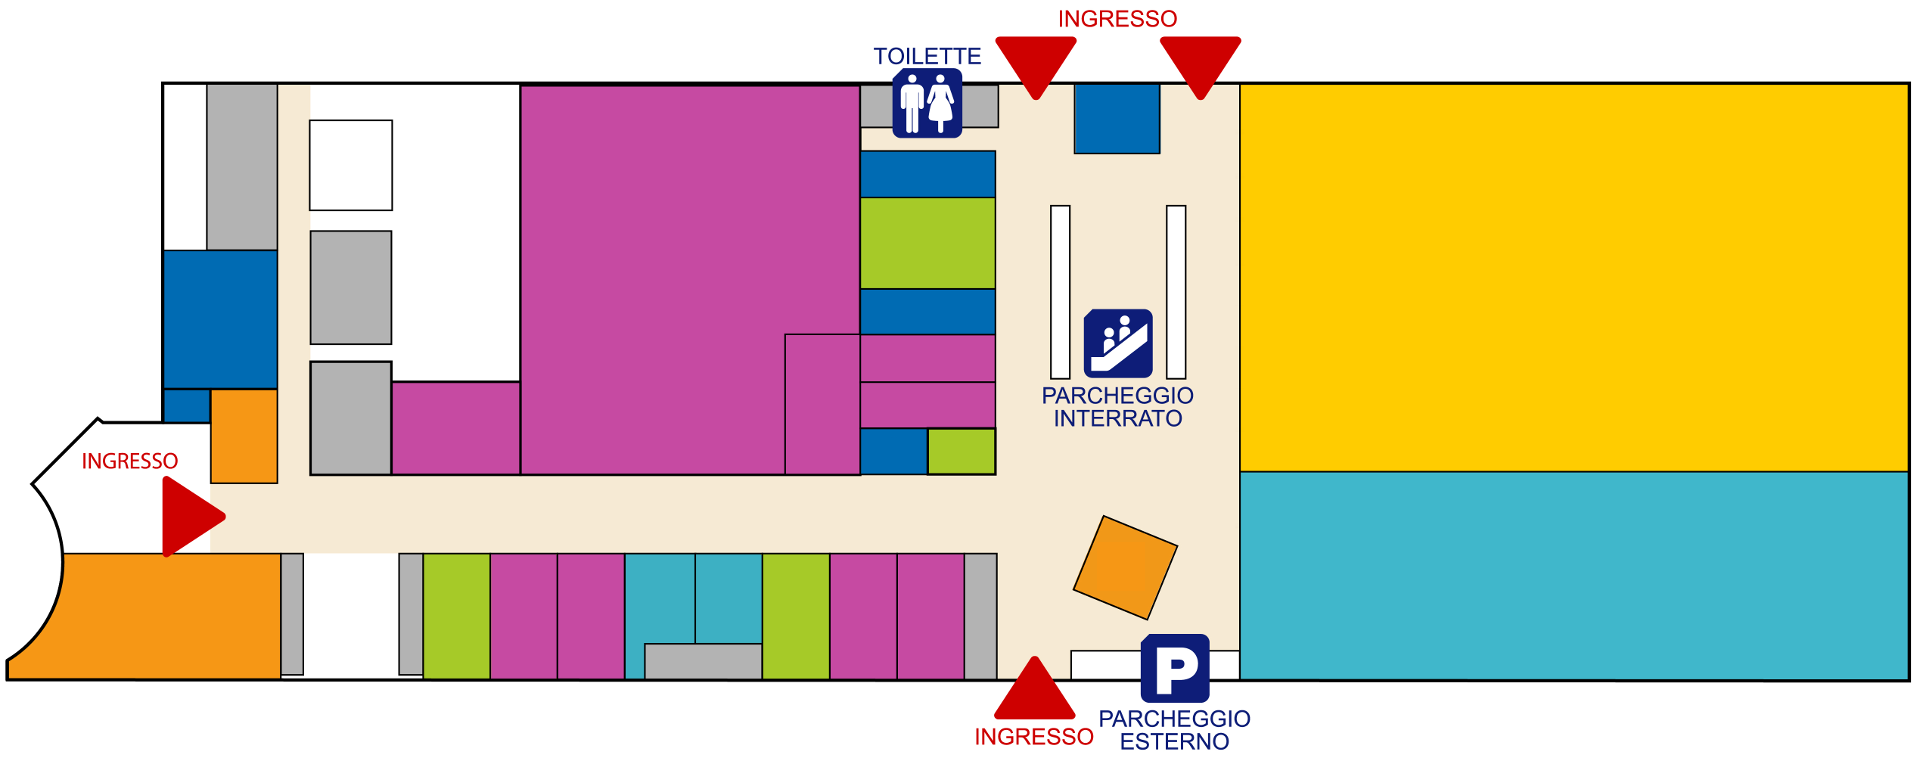 INGRESSO
TOILETTE
PARCHEGGIO
INTERRATO
INGRESSO
P
PARCHEGGIO
ESTERNO
INGRESSO